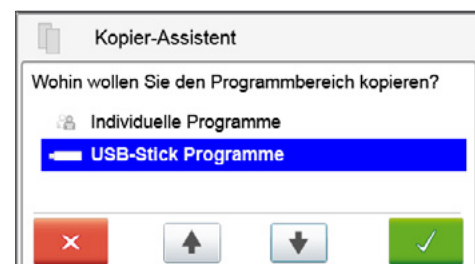 Kopier-Assistent
Wohin wollen Sie den Programmbereich kopieren?
Individuelle Programme
USB-Stick Programme